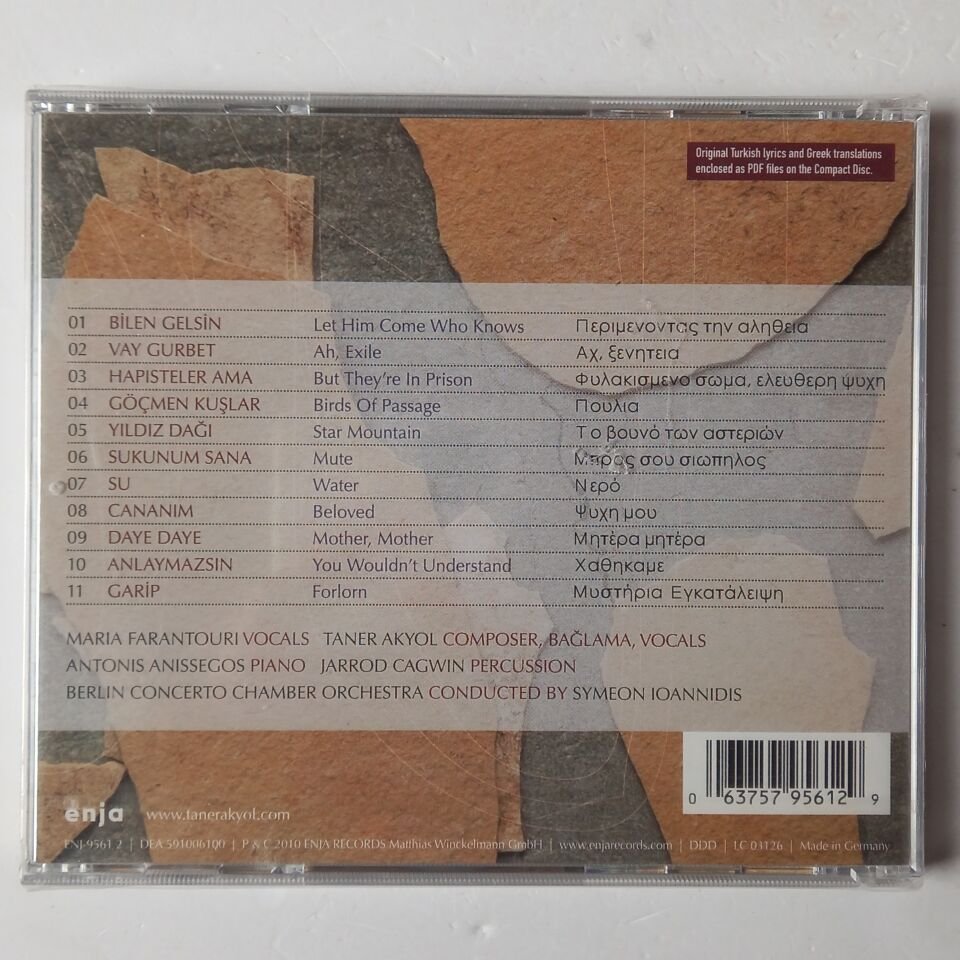 Original Turkish lyrics and Greek translations
enclosed as PDF files on the Compact Disc.
01 BİLEN GELSİN Let Him Come Who Knows Περιμενοντας την αληθεια
02 VAY GURBET Ah, Exile Αχ, ξενητεια
03 HAPISTELER AMA But They're In Prison Φυλακισμενο σωμα, ελευθερη ψυχη
04 GÖÇMEN KUŞLAR Birds Of Passage Πουλια
05 YILDIZ DAĞI Star Mountain Το βουνό των αστεριών
06 SUKUNUM SANA Mute Μπρος σου σιωπηλος
07 SU Water Νερό
08 CANANIM Beloved Ψυχη μου
09 DAYE DAYE Mother, Mother Μητέρα μητέρα
10 ANLAYMAZSIN You Wouldn't Understand Χαθηκαμε
11 GARİP Forlorn Μυστήρια Εγκατάλειψη
MARIA FARANTOURI VOCALS TANER AKYOL COMPOSER, BAĞLAMA, VOCALS
ANTONIS ANISSEGOS PIANO JARROD CAGWIN PERCUSSION
BERLIN CONCERTO CHAMBER ORCHESTRA CONDUCTED BY SYMEON IOANNIDIS
0 63757 95612 9
enja www.tanerakyol.com
ENJ-9561 2 | DEA 591006100 | P & C 2010 ENJA RECORDS Matthias Winckelmann GmbH | www.enjarecords.com | DDD | LC 03126 | Made in Germany